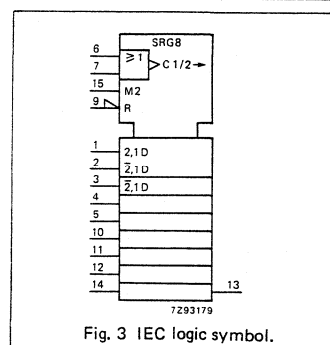 SRG8
6
≥1
C 1/2→
7
15 M2
9 R
1 2,1D
2 2̅,1D
3 2̅,1D
4
5
10
11
12
14 13
7Z93179
Fig. 3 IEC logic symbol.